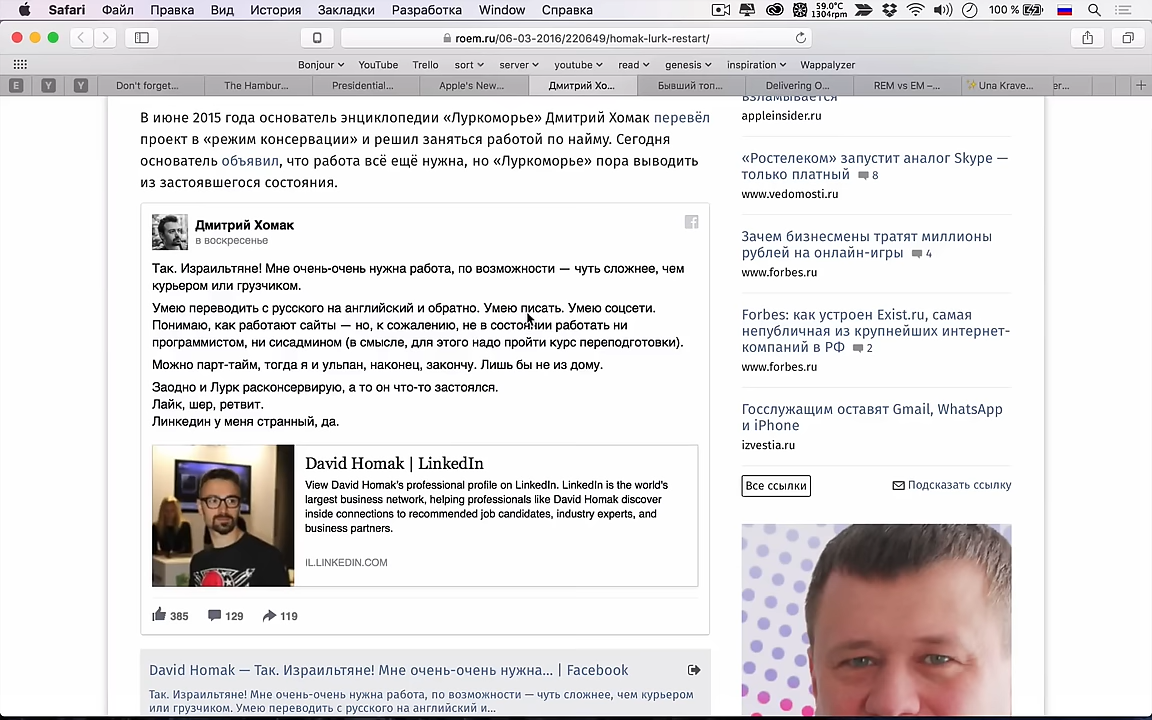 Safari Файл Правка Вид История Закладки Разработка Window Справка 59.0°C 1304rpm 100 %
roem.ru/06-03-2016/220649/homak-lurk-restart/
Bonjour YouTube Trello sort server youtube read genesis inspiration Wappalyzer
E Y Y Don't forget... The Hambur... Presidential... Apple's New... Дмитрий Хо... Бывший топ... Delivering O... REM vs EM –... Una Krave... er...
В июне 2015 года основатель энциклопедии «Луркоморье» Дмитрий Хомак перевёл
проект в «режим консервации» и решил заняться работой по найму. Сегодня
основатель объявил, что работа всё ещё нужна, но «Луркоморье» пора выводить
из застоявшегося состояния.
Дмитрий Хомак
в воскресенье
Так. Израильтяне! Мне очень-очень нужна работа, по возможности — чуть сложнее, чем
курьером или грузчиком.
Умею переводить с русского на английский и обратно. Умею писать. Умею соцсети.
Понимаю, как работают сайты — но, к сожалению, не в состоянии работать ни
программистом, ни сисадмином (в смысле, для этого надо пройти курс переподготовки).
Можно парт-тайм, тогда я и ульпан, наконец, закончу. Лишь бы не из дому.
Заодно и Лурк расконсервирую, а то он что-то застоялся.
Лайк, шер, ретвит.
Линкедин у меня странный, да.
David Homak | LinkedIn
View David Homak's professional profile on LinkedIn. LinkedIn is the world's
largest business network, helping professionals like David Homak discover
inside connections to recommended job candidates, industry experts, and
business partners.
IL.LINKEDIN.COM
385 129 119
David Homak — Так. Израильтяне! Мне очень-очень нужна... | Facebook
Так. Израильтяне! Мне очень-очень нужна работа, по возможности — чуть сложнее, чем курьером
или грузчиком. Умею переводить с русского на английский и...
взламывается
appleinsider.ru
«Ростелеком» запустит аналог Skype —
только платный 8
www.vedomosti.ru
Зачем бизнесмены тратят миллионы
рублей на онлайн-игры 4
www.forbes.ru
Forbes: как устроен Exist.ru, самая
непубличная из крупнейших интернет-
компаний в РФ 2
www.forbes.ru
Госслужащим оставят Gmail, WhatsApp
и iPhone
izvestia.ru
Все ссылки Подсказать ссылку